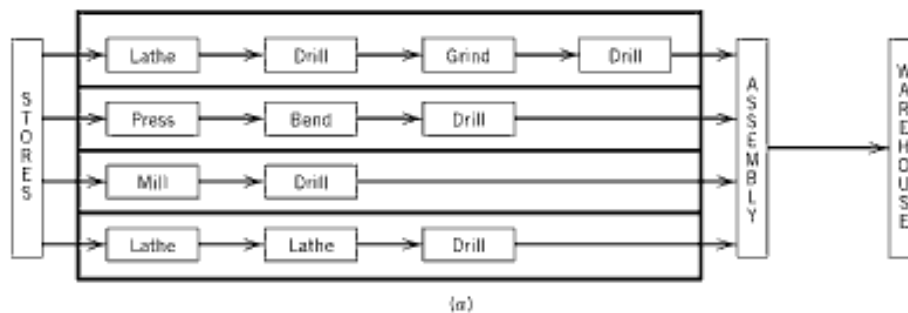 STORES
Lathe Drill Grind Drill
Press Bend Drill
Mill Drill
Lathe Lathe Drill
ASSEMBLY
WAREHOUSE
(a)